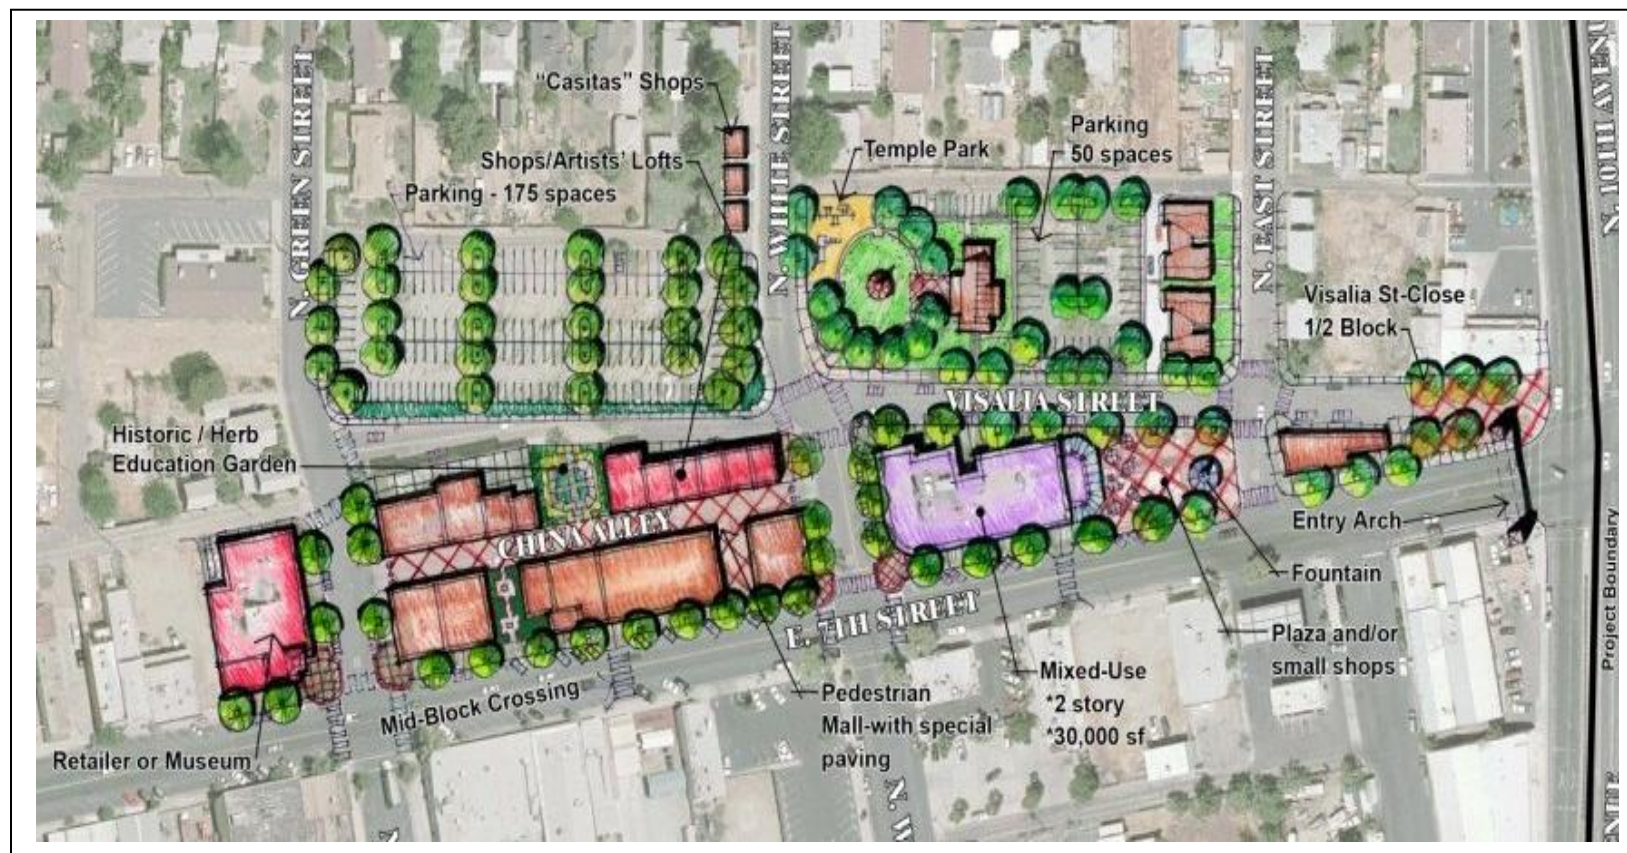 N. GREEN STREET
"Casitas" Shops
Shops/Artists' Lofts
Parking - 175 spaces
N. WHITE STREET
Temple Park
Parking
50 spaces
N. EAST STREET
N. 10TH AVENU
Visalia St-Close
1/2 Block
VISALIA STREET
Historic / Herb
Education Garden
CHINA ALLEY
Entry Arch
Fountain
E. 7TH STREET
Plaza and/or
small shops
Project Boundary
Mixed-Use
*2 story
*30,000 sf
Pedestrian
Mall-with special
paving
Mid-Block Crossing
Retailer or Museum
N. W